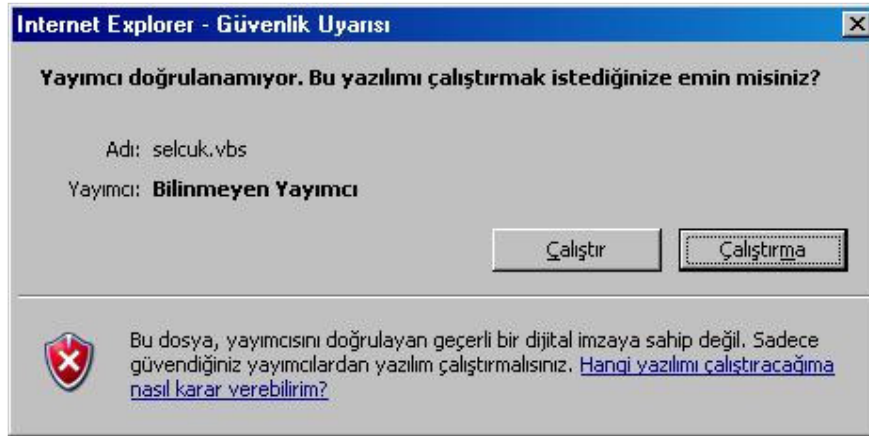 Internet Explorer - Güvenlik Uyarısı
Yayımcı doğrulanamıyor. Bu yazılımı çalıştırmak istediğinize emin misiniz?
Adı: selcuk.vbs
Yayımcı: Bilinmeyen Yayımcı
Çalıştır Çalıştırma
Bu dosya, yayımcısını doğrulayan geçerli bir dijital imzaya sahip değil. Sadece
güvendiğiniz yayımcılardan yazılım çalıştırmalısınız. Hangi yazılımı çalıştıracağıma
nasıl karar verebilirim?